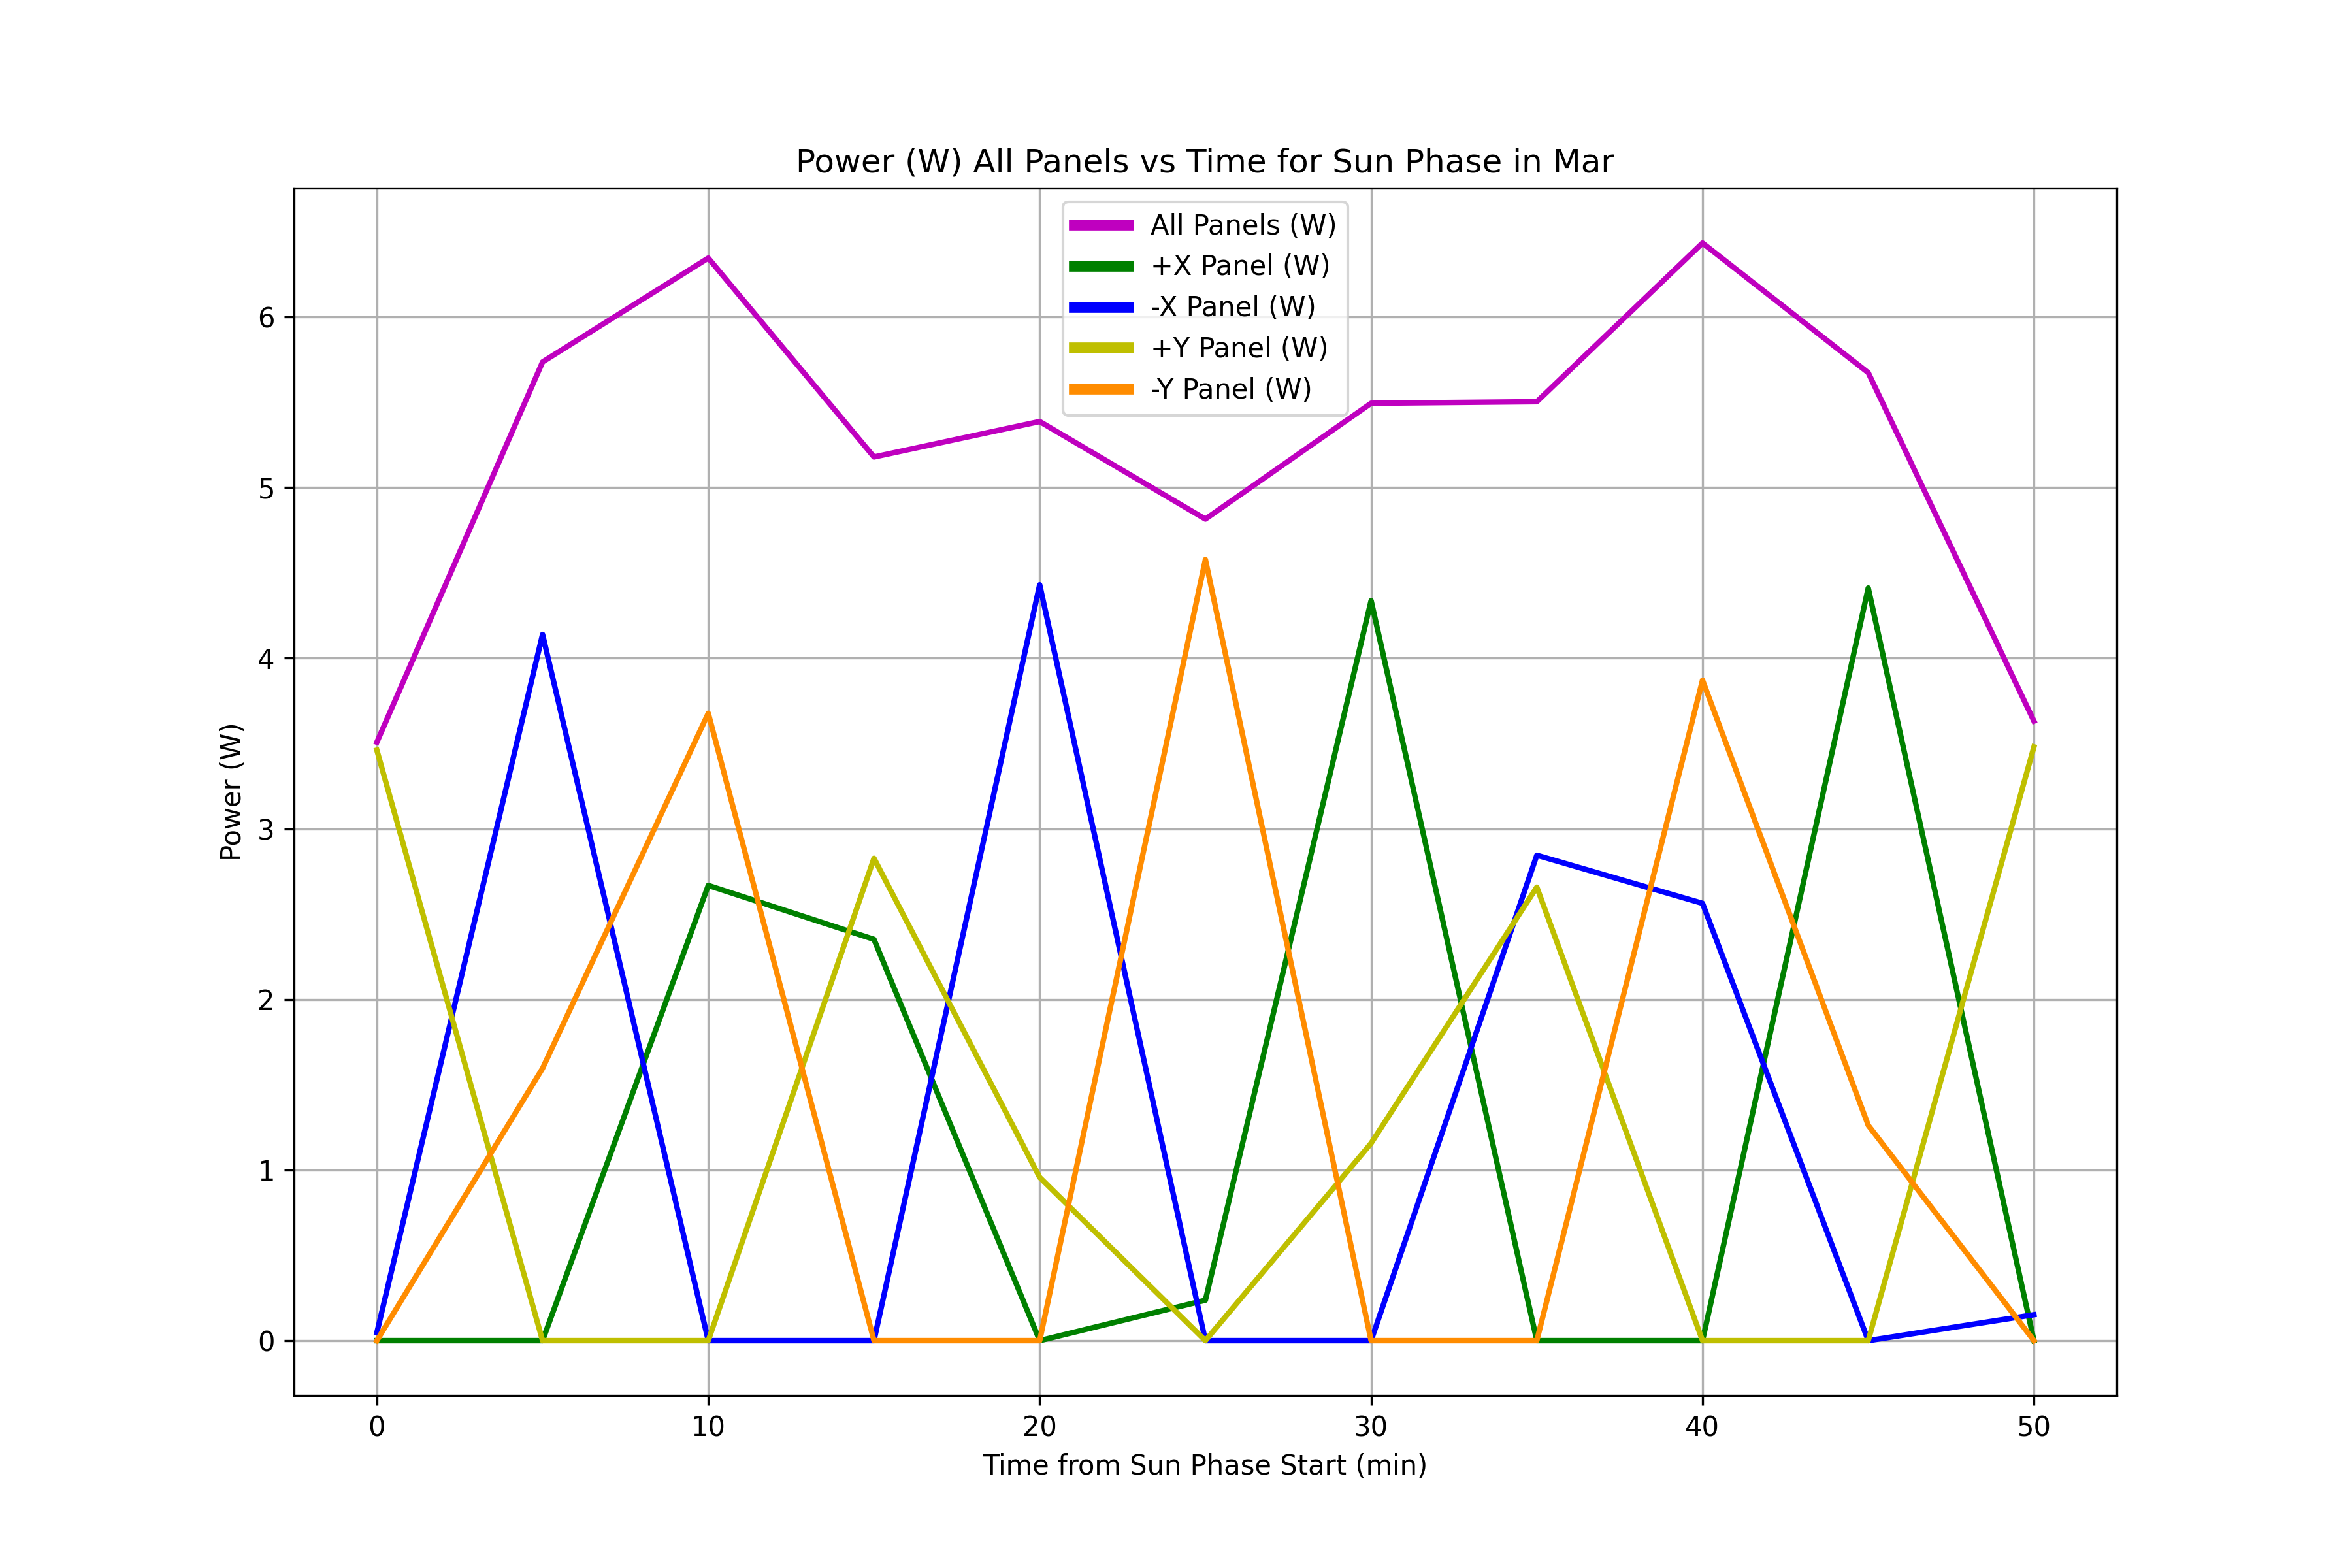 Power (W) All Panels vs Time for Sun Phase in Mar
All Panels (W)
+X Panel (W)
-X Panel (W)
+Y Panel (W)
-Y Panel (W)
6
5
4
3
2
1
0
Power (W)
0 10 20 30 40 50
Time from Sun Phase Start (min)